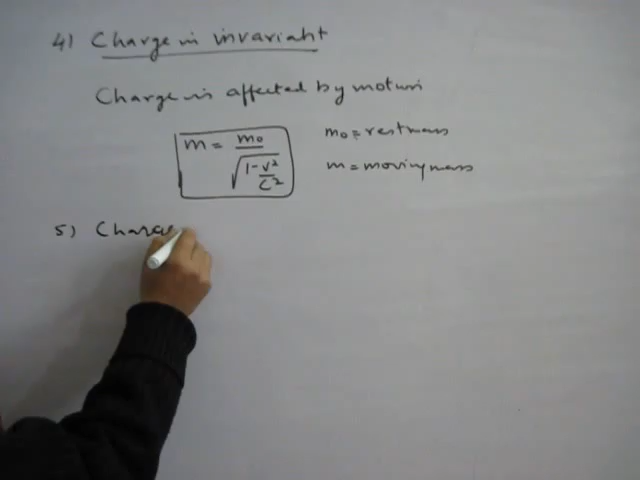 4) Charge is invariant
Charge is affected by motion
m = m₀ / √(1 - v²/c²)
m₀ = rest mass
m = moving mass
5) Charge